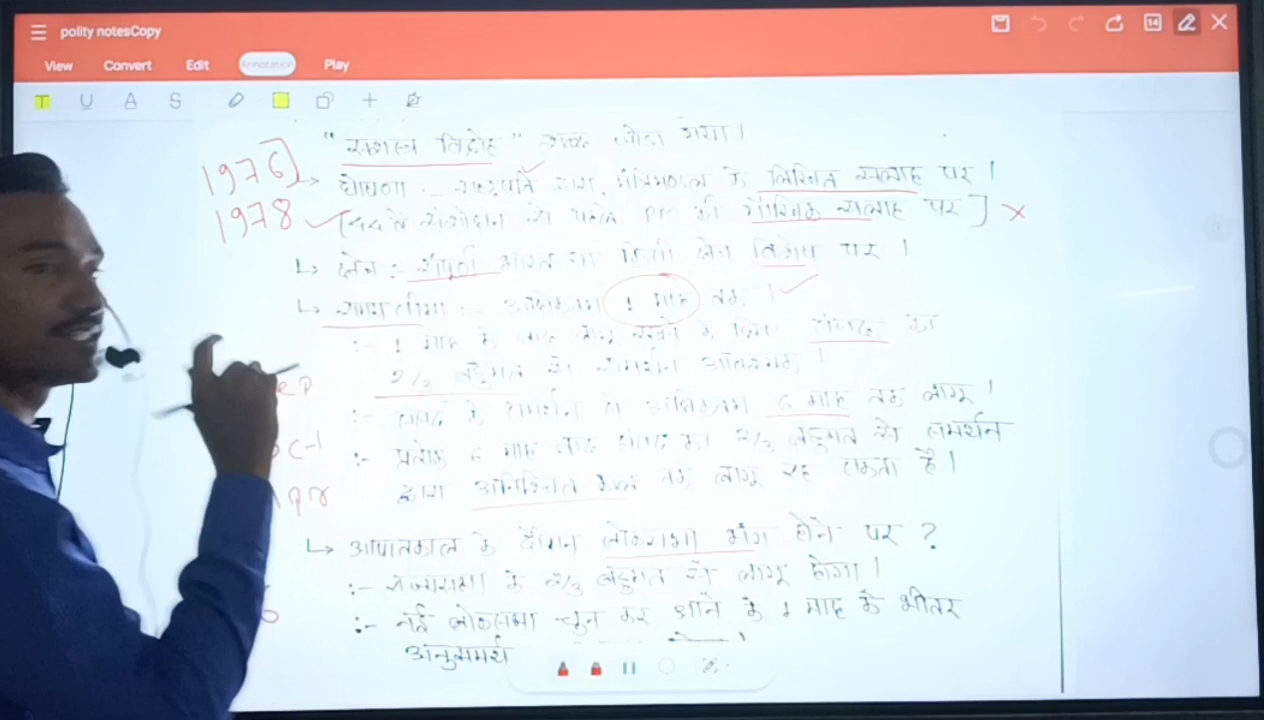 polity notesCopy
View Convert Edit Annotation Play
T U A S
"सशस्त्र विद्रोह" शब्द जोड़ा गया।
1976] ↳ घोषणा :- राष्ट्रपति द्वारा, मंत्रिमण्डल के लिखित सलाह पर।
1978 ✓ [44वें संशोधन से पहले PM की मौखिक सलाह पर] ×
↳ क्षेत्र :- संपूर्ण भारत या किसी क्षेत्र विशेष पर।
↳ समय सीमा :- अधिकतम 1 माह तक। ✓
:- 1 माह के बाद लागू रखने के लिए संसद का
2/3 बहुमत से समर्थन आवश्यक।
:- संसद के समर्थन से अधिकतम 6 माह तक लागू।
:- प्रत्येक 6 माह बाद संसद का 2/3 बहुमत से समर्थन
द्वारा अनिश्चित काल तक लागू रह सकता है।
↳ आपातकाल के दौरान लोकसभा भंग होने पर ?
:- राज्यसभा के 2/3 बहुमत से लागू होगा।
:- नई लोकसभा चुन कर आने के 1 माह के भीतर
अनुसमर्थ